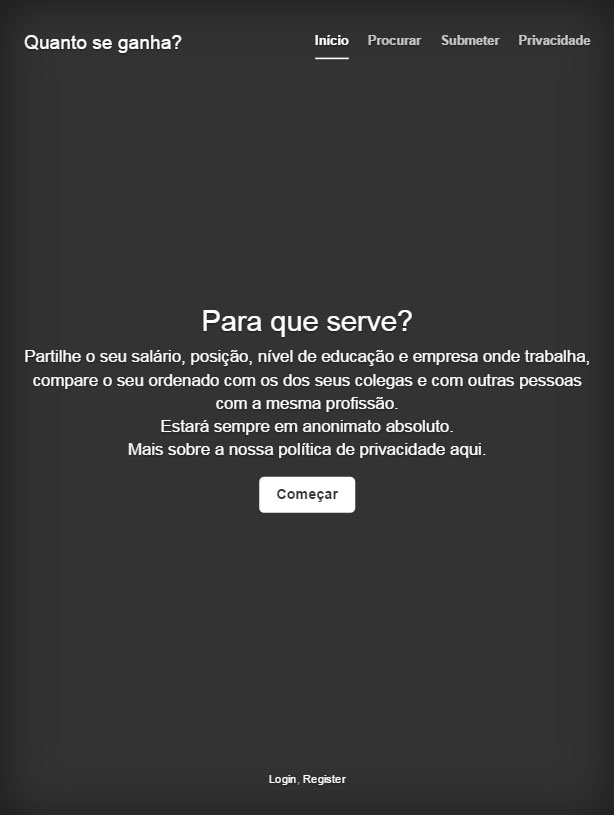 Quanto se ganha?
Início Procurar Submeter Privacidade
Para que serve?
Partilhe o seu salário, posição, nível de educação e empresa onde trabalha,
compare o seu ordenado com os dos seus colegas e com outras pessoas
com a mesma profissão.
Estará sempre em anonimato absoluto.
Mais sobre a nossa política de privacidade aqui.
Começar
Login, Register